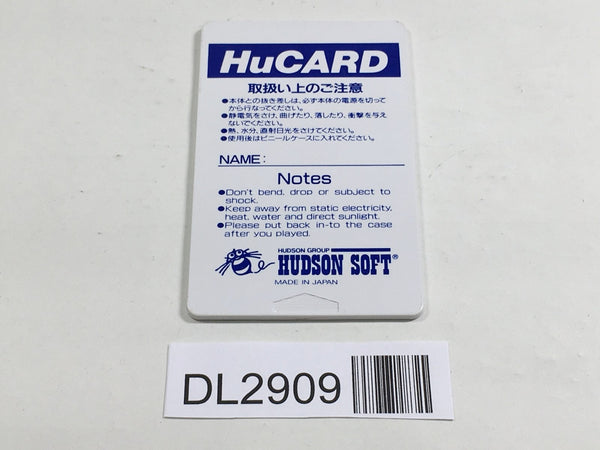 HuCARD
取扱い上のご注意
●本体との抜き差しは、必ず本体の電源を切って
から行なってください。
●静電気をさけ、曲げたり、落したり、衝撃を与え
ないでください。
●熱、水分、直射日光をさけてください。
●使用後はビニールケースに入れてください。
NAME:
Notes
●Don't bend, drop or subject to
shock.
●Keep away from static electricity,
heat, water and direct sunlight.
●Please put back in-to the case
after you played.
HUDSON GROUP
HUDSON SOFT®
MADE IN JAPAN
DL2909